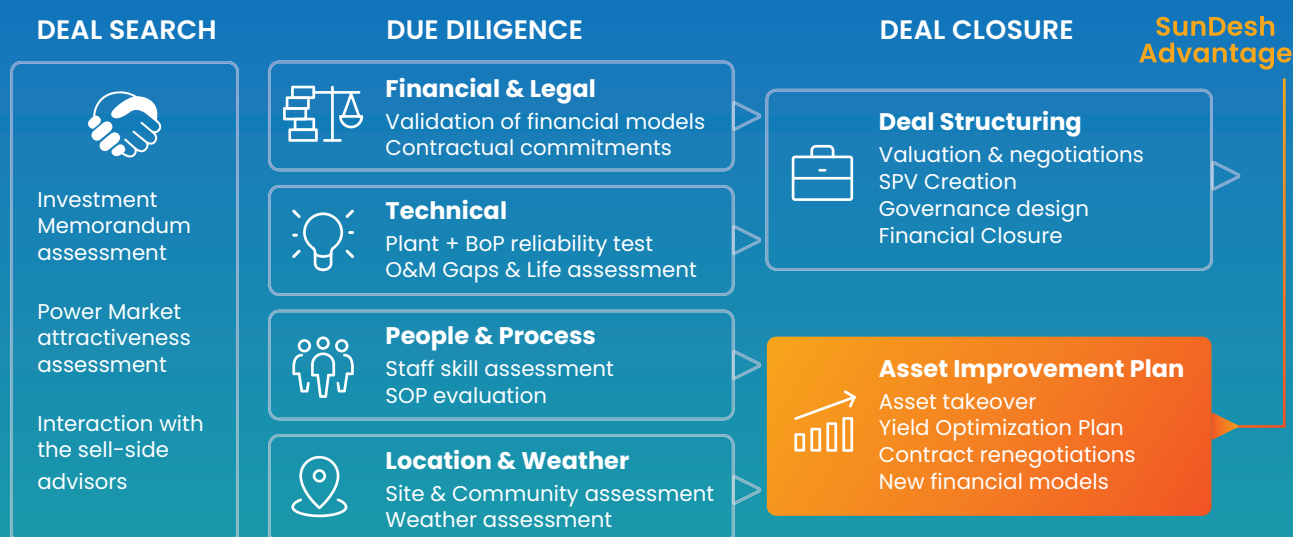 DEAL SEARCH
Investment
Memorandum
assessment
Power Market
attractiveness
assessment
Interaction with
the sell-side
advisors
DUE DILIGENCE
Financial & Legal
Validation of financial models
Contractual commitments
Technical
Plant + BoP reliability test
O&M Gaps & Life assessment
People & Process
Staff skill assessment
SOP evaluation
Location & Weather
Site & Community assessment
Weather assessment
DEAL CLOSURE
Deal Structuring
Valuation & negotiations
SPV Creation
Governance design
Financial Closure
Asset Improvement Plan
Asset takeover
Yield Optimization Plan
Contract renegotiations
New financial models
SunDesh
Advantage